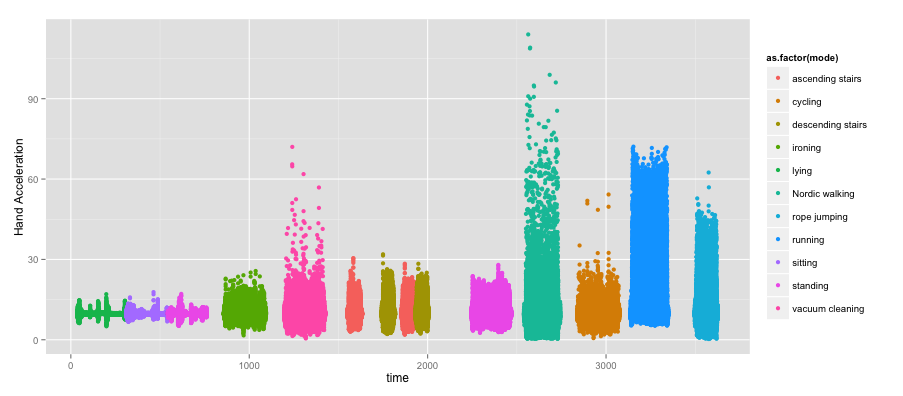 Hand Acceleration
90
60
30
0
0
1000
2000
3000
time
as.factor(mode)
ascending stairs
cycling
descending stairs
ironing
lying
Nordic walking
rope jumping
running
sitting
standing
vacuum cleaning